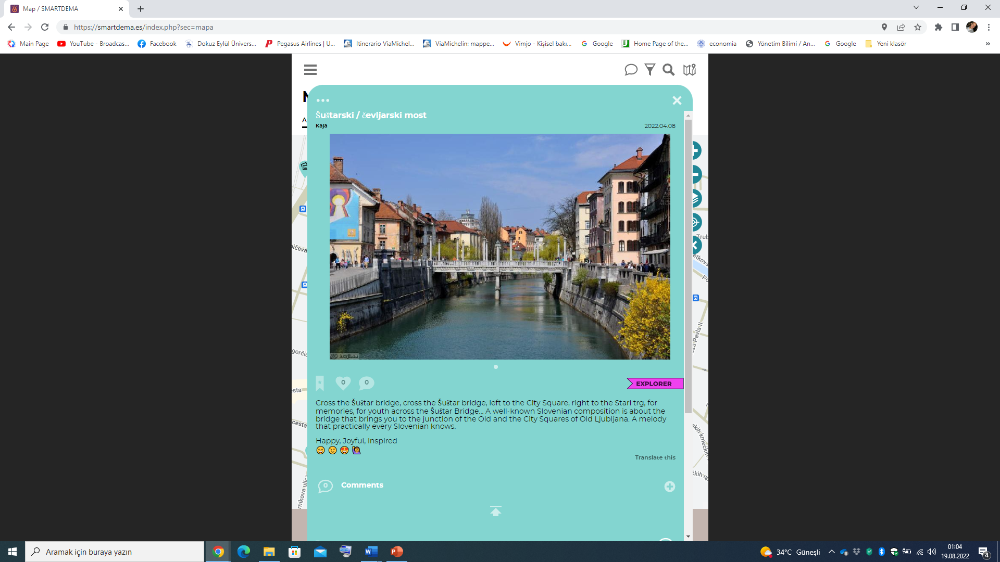 Map / SMARTDEMA
https://smartdema.es/index.php?sec=mapa
Main Page
YouTube - Broadcas...
Facebook
Dokuz Eylül Ünivers...
Pegasus Airlines | U...
Itinerario ViaMichel...
ViaMichelin: mappe...
Vimjo - Kişisel bakı...
Google
Home Page of the...
economia
Yönetim Bilimi / An...
Google
Yeni klasör
Šuštarski / čevljarski most
Kaja
2022.04.08
kraji.eu
0
0
EXPLORER
Cross the Šuštar bridge, cross the Šuštar bridge, left to the City Square, right to the Stari trg, for
memories, for youth across the Šuštar Bridge... A well-known Slovenian composition is about the
bridge that brings you to the junction of the Old and the City Squares of Old Ljubljana. A melody
that practically every Slovenian knows.
Happy, Joyful, Inspired
Translate this
0
Comments
Aramak için buraya yazın
34°C Güneşli
01:04
19.08.2022
4